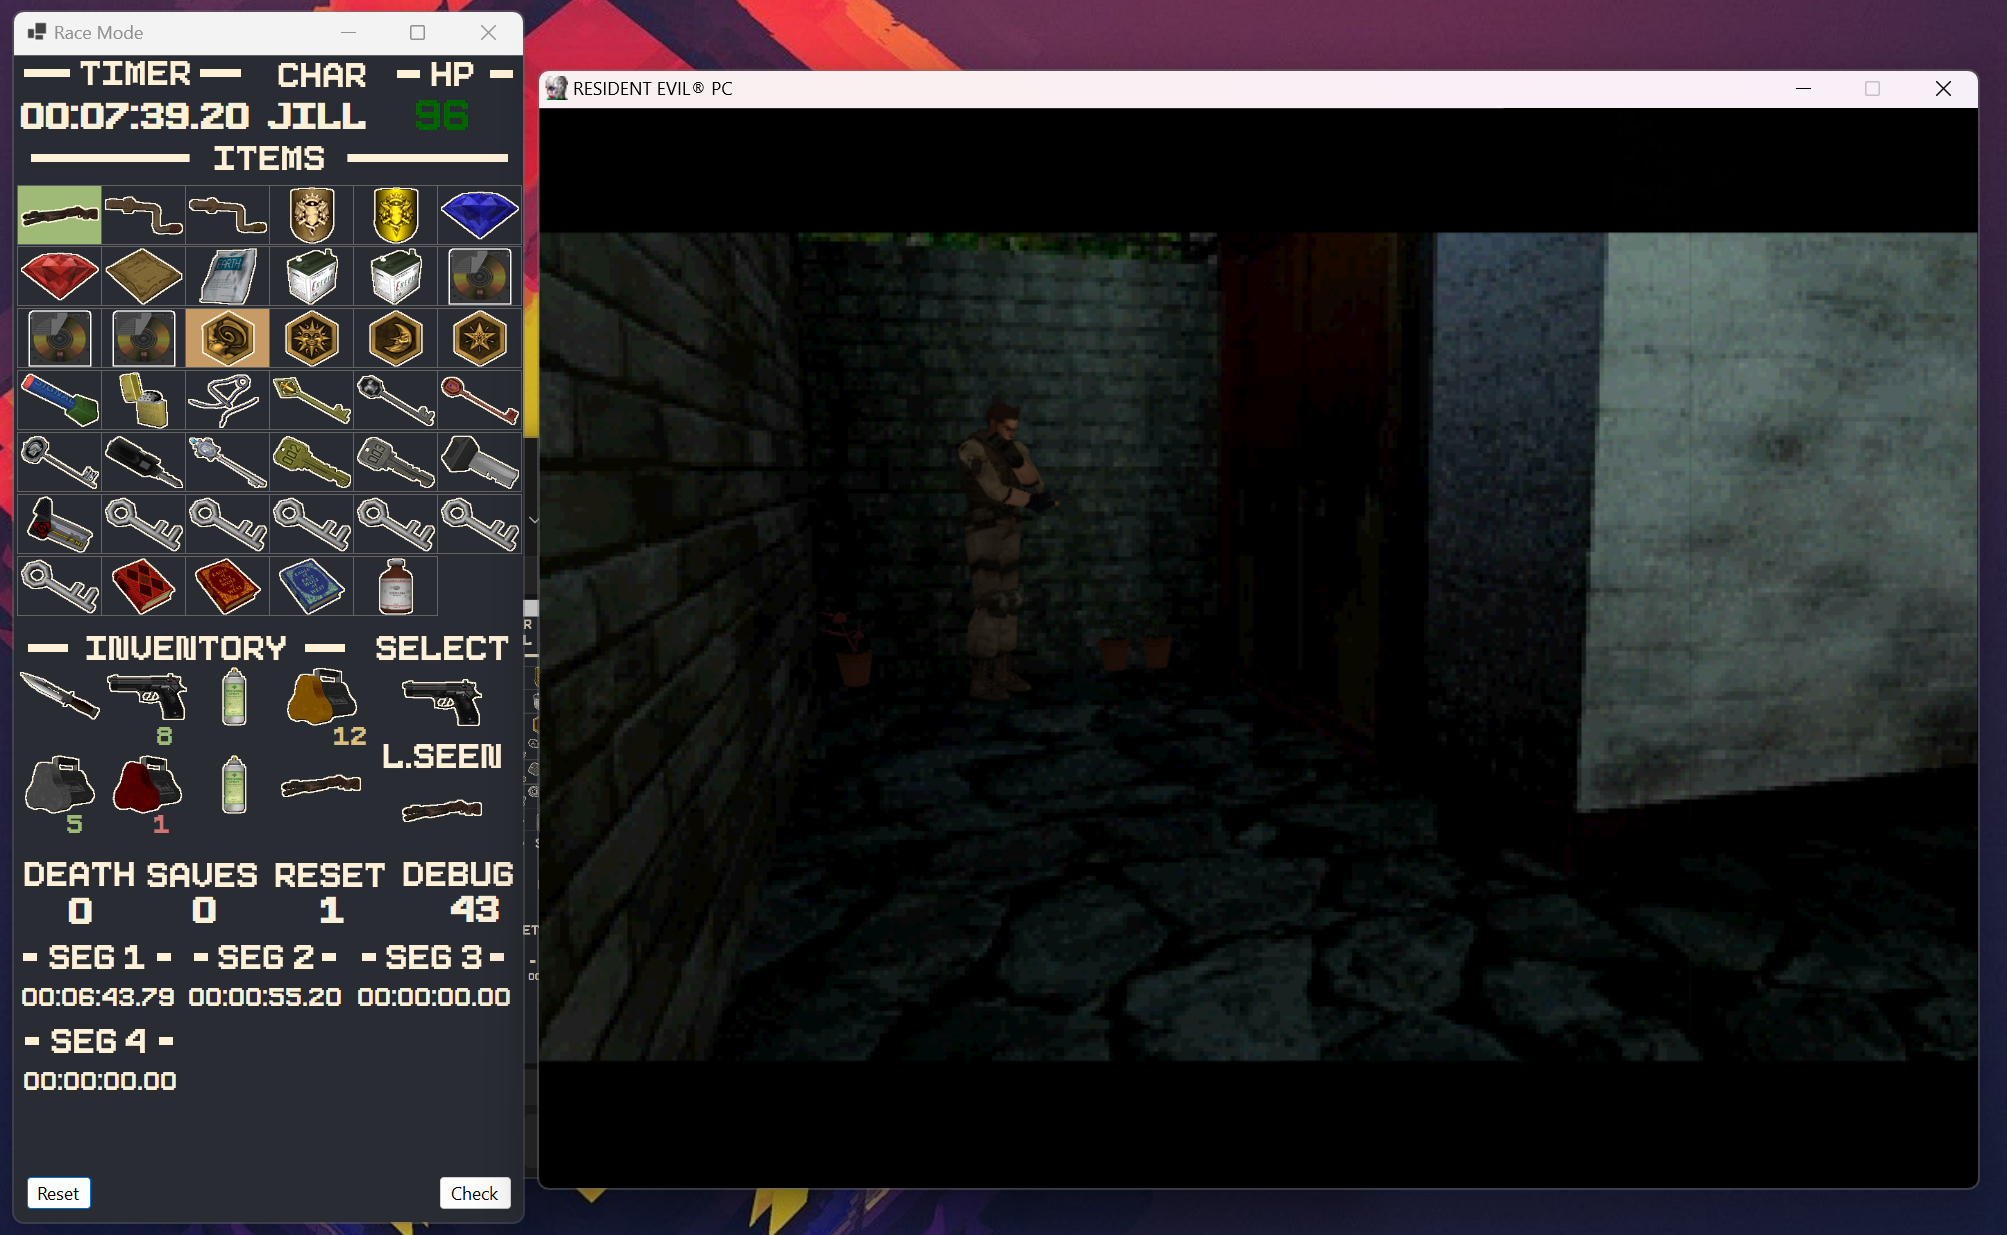 Race Mode
TIMER CHAR HP
00:07:39.20 JILL 96
ITEMS
INVENTORY SELECT
8 12
L.SEEN
5 1
DEATH SAVES RESET DEBUG
0 0 1 43
- SEG 1 - - SEG 2 - - SEG 3 -
00:06:43.79 00:00:55.20 00:00:00.00
- SEG 4 -
00:00:00.00
Reset Check
RESIDENT EVIL® PC